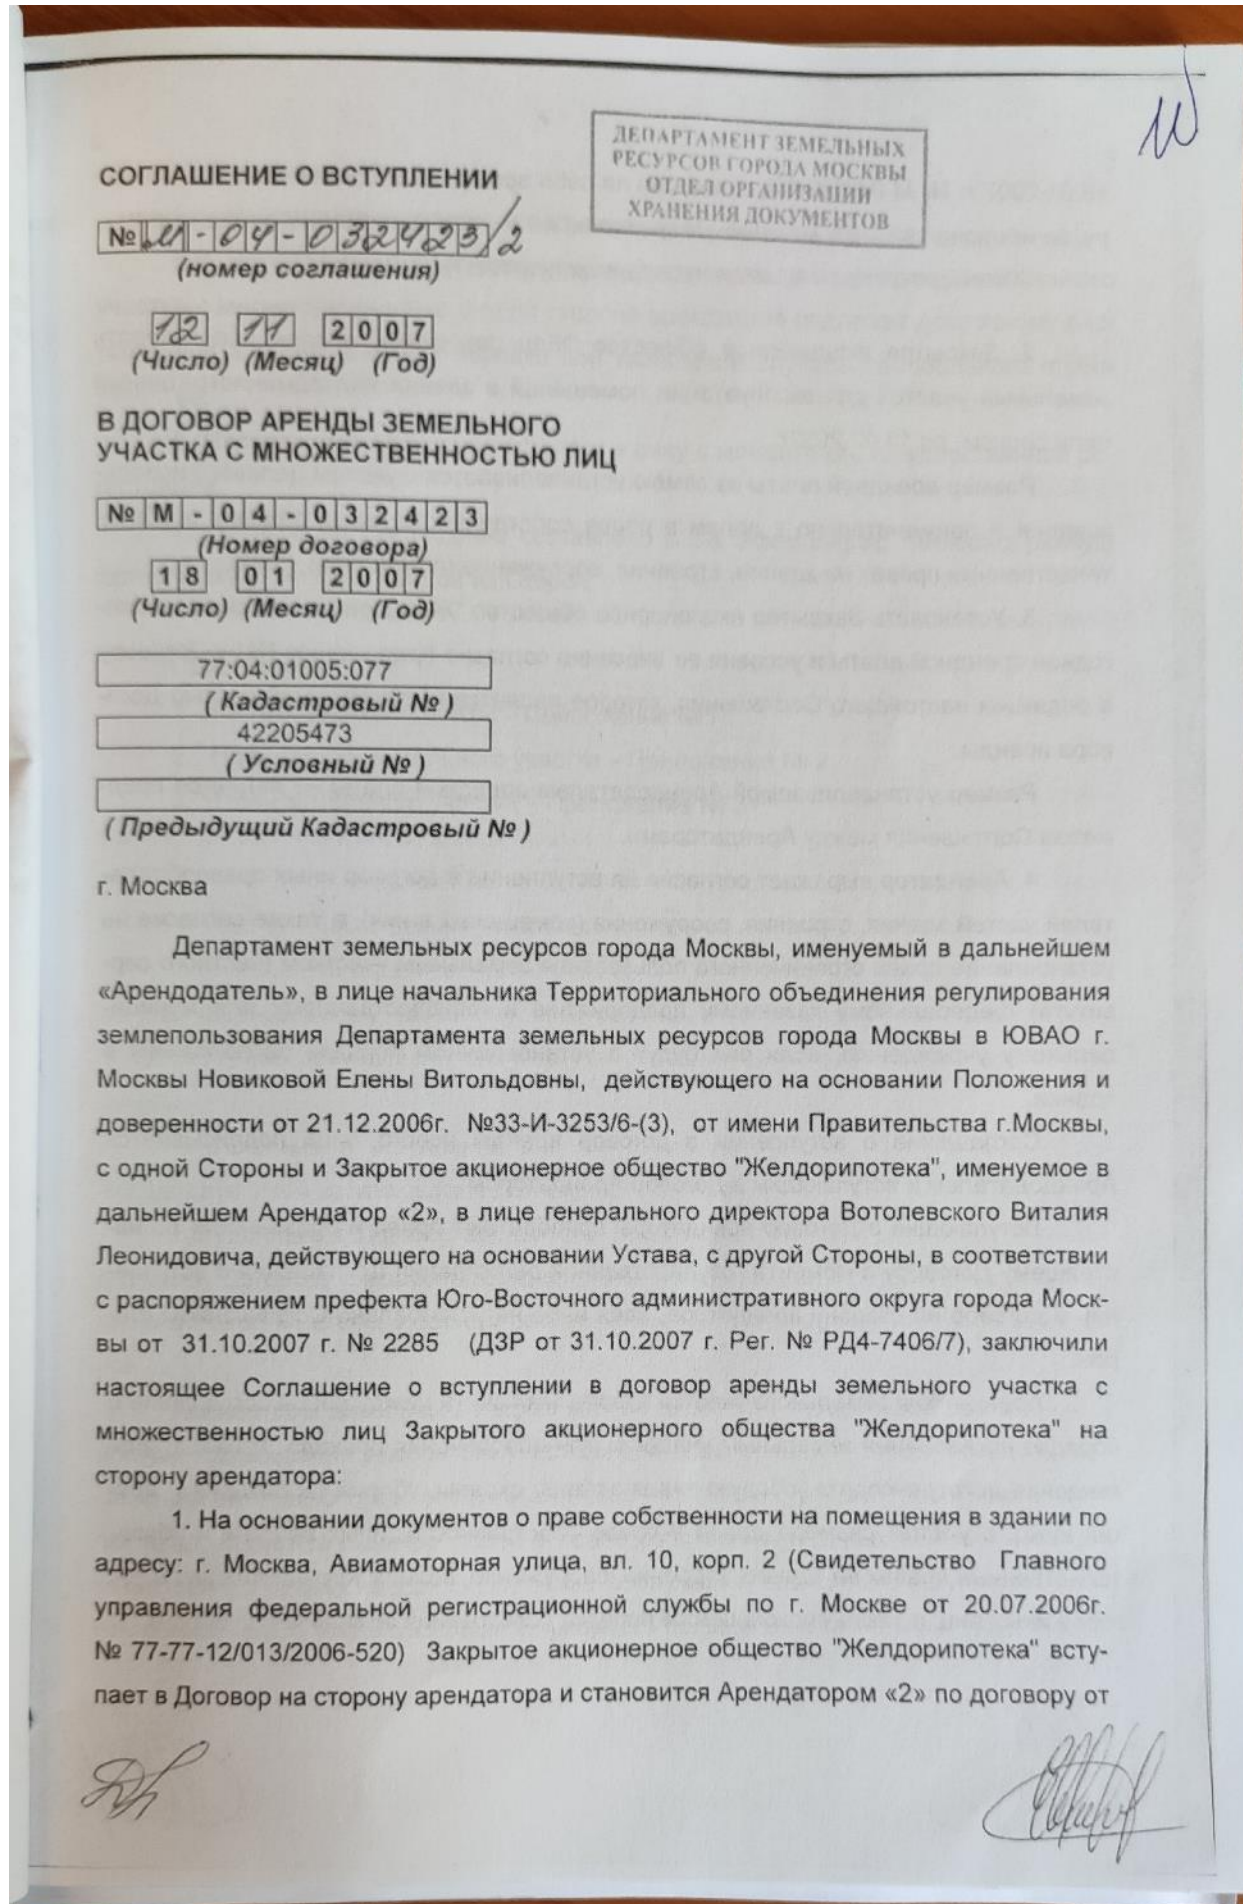 ДЕПАРТАМЕНТ ЗЕМЕЛЬНЫХ
РЕСУРСОВ ГОРОДА МОСКВЫ
ОТДЕЛ ОРГАНИЗАЦИИ
ХРАНЕНИЯ ДОКУМЕНТОВ
СОГЛАШЕНИЕ О ВСТУПЛЕНИИ
№ М-04-032423/2
(номер соглашения)
12 11 2007
(Число) (Месяц) (Год)
В ДОГОВОР АРЕНДЫ ЗЕМЕЛЬНОГО
УЧАСТКА С МНОЖЕСТВЕННОСТЬЮ ЛИЦ
№ М-04-032423
(Номер договора)
18 01 2007
(Число) (Месяц) (Год)
77:04:01005:077
( Кадастровый № )
42205473
( Условный № )
( Предыдущий Кадастровый № )
г. Москва
Департамент земельных ресурсов города Москвы, именуемый в дальнейшем
«Арендодатель», в лице начальника Территориального объединения регулирования
землепользования Департамента земельных ресурсов города Москвы в ЮВАО г.
Москвы Новиковой Елены Витольдовны, действующего на основании Положения и
доверенности от 21.12.2006г. №33-И-3253/6-(3), от имени Правительства г.Москвы,
с одной Стороны и Закрытое акционерное общество "Желдорипотека", именуемое в
дальнейшем Арендатор «2», в лице генерального директора Вотолевского Виталия
Леонидовича, действующего на основании Устава, с другой Стороны, в соответствии
с распоряжением префекта Юго-Восточного административного округа города Моск-
вы от 31.10.2007 г. № 2285 (ДЗР от 31.10.2007 г. Рег. № РД4-7406/7), заключили
настоящее Соглашение о вступлении в договор аренды земельного участка с
множественностью лиц Закрытого акционерного общества "Желдорипотека" на
сторону арендатора:
1. На основании документов о праве собственности на помещения в здании по
адресу: г. Москва, Авиамоторная улица, вл. 10, корп. 2 (Свидетельство Главного
управления федеральной регистрационной службы по г. Москве от 20.07.2006г.
№ 77-77-12/013/2006-520) Закрытое акционерное общество "Желдорипотека" всту-
пает в Договор на сторону арендатора и становится Арендатором «2» по договору от